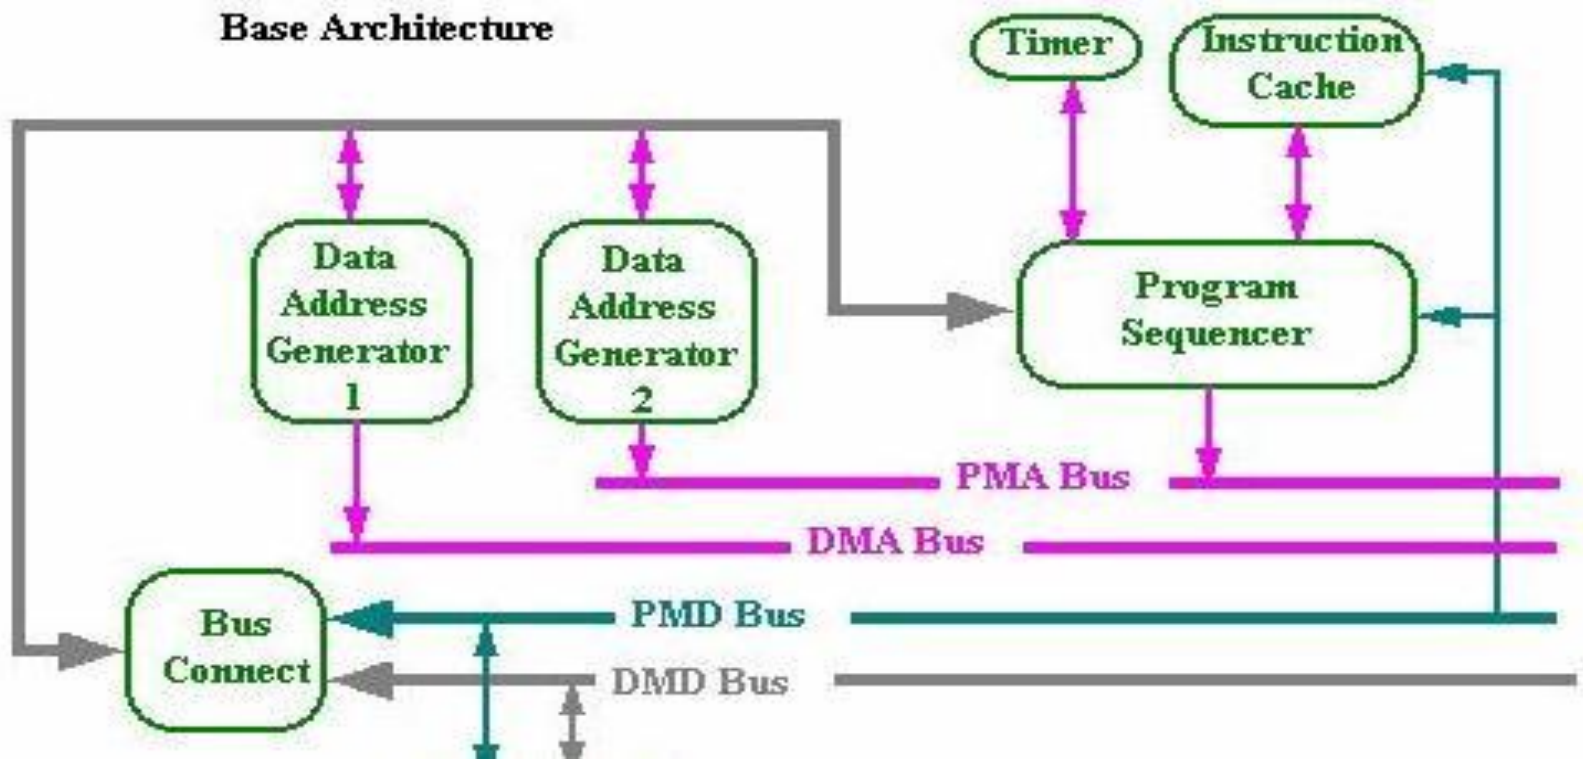 Base Architecture
Timer
Instruction
Cache
Data
Address
Generator
1
Data
Address
Generator
2
Program
Sequencer
PMA Bus
DMA Bus
Bus
Connect
PMD Bus
DMD Bus